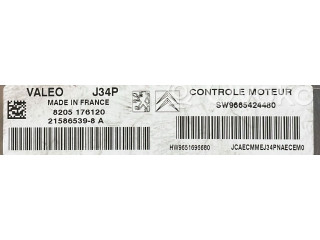 VALEO J34P
MADE IN FRANCE
8205 176120
21586539-8 A
CONTROLE MOTEUR
SW9665424480
HW9651696680
JCAECMMEJ34PNAECEM0